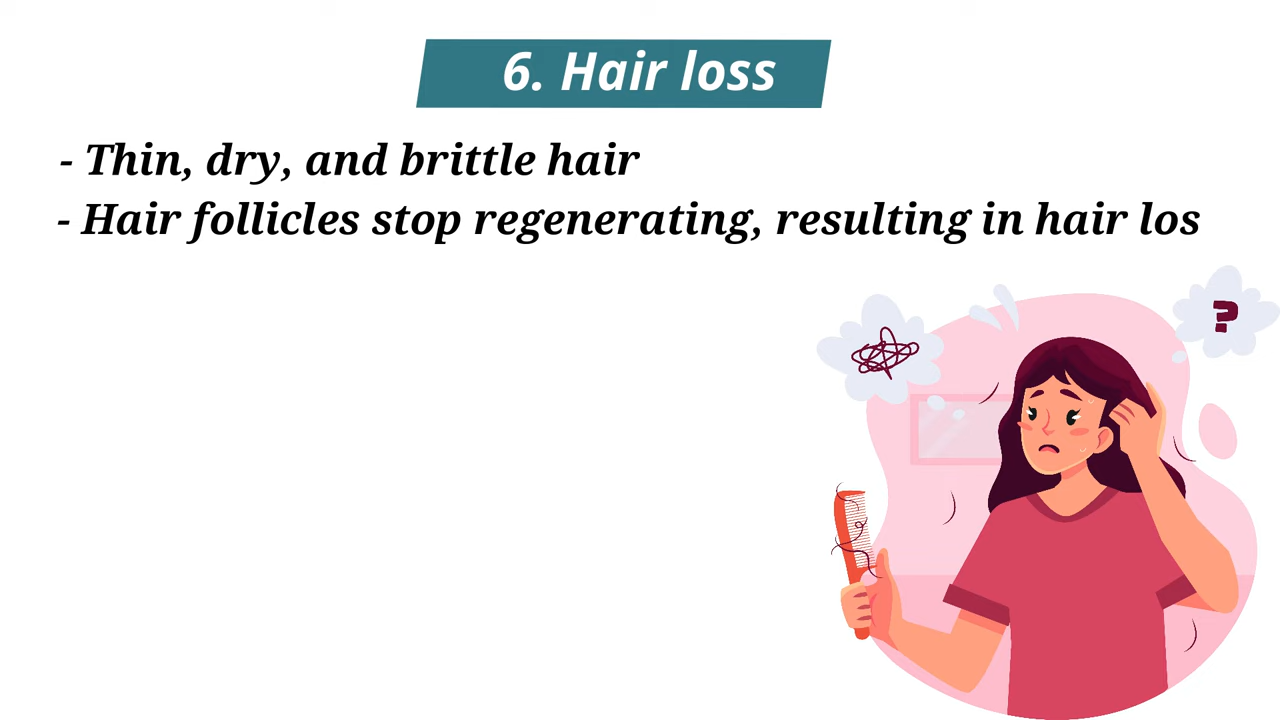 6. Hair loss
- Thin, dry, and brittle hair
- Hair follicles stop regenerating, resulting in hair los
?